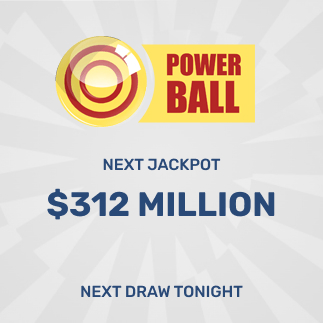 POWER
BALL
NEXT JACKPOT
$312 MILLION
NEXT DRAW TONIGHT